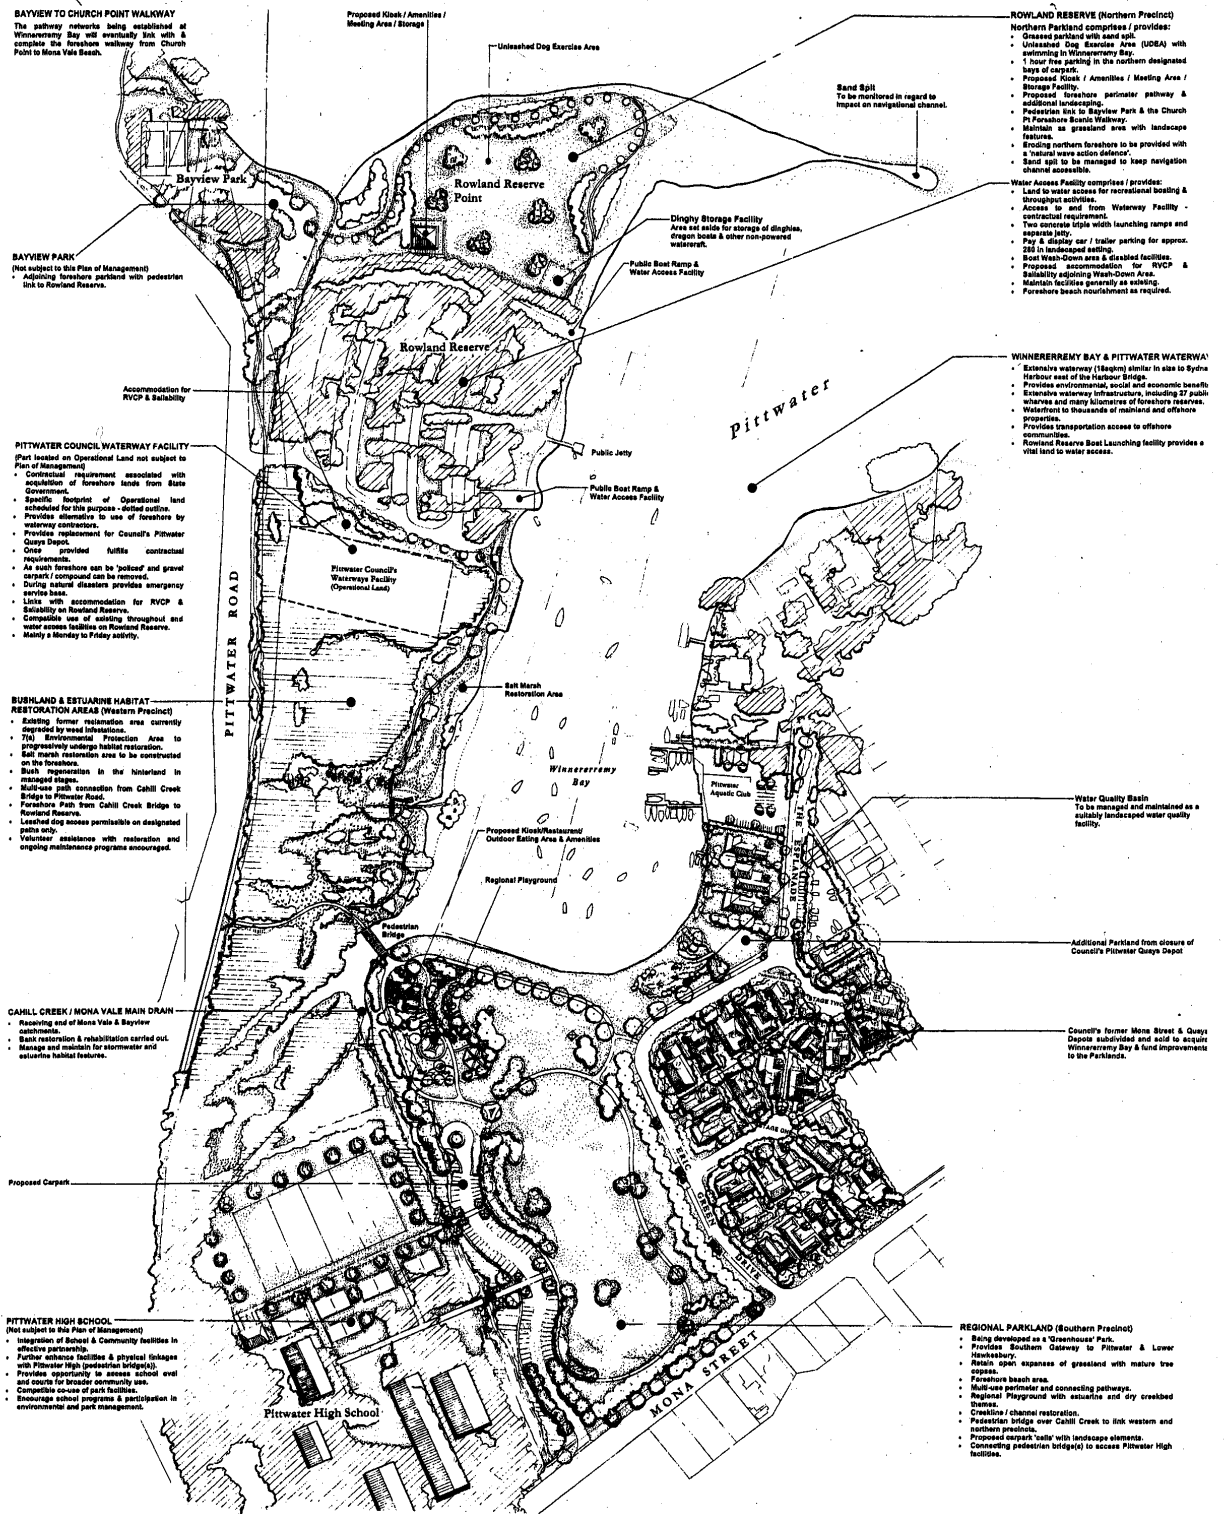 BAYVIEW TO CHURCH POINT WALKWAY
The pathway networks being established at
Winnererremy Bay will eventually link with &
complete the foreshore walkway from Church
Point to Mona Vale Beach.
Proposed Kiosk / Amenities /
Meeting Area / Storage
Unleashed Dog Exercise Area
Sand Spit
To be monitored in regard to
impact on navigational channel.
ROWLAND RESERVE (Northern Precinct)
Northern Parkland comprises / provides:
• Grassed parkland with sand spit.
• Unleashed Dog Exercise Area (UDEA) with
swimming in Winnererremy Bay.
• 1 hour free parking in the northern designated
bays of carpark.
• Proposed Kiosk / Amenities / Meeting Area /
Storage Facility.
• Proposed foreshore perimeter pathway &
additional landscaping.
• Pedestrian link to Bayview Park & the Church
Pt Foreshore Scenic Walkway.
• Maintain as grassland area with landscape
features.
• Eroding northern foreshore to be provided with
a 'natural wave action defence'.
• Sand spit to be managed to keep navigation
channel accessible.
Water Access Facility comprises / provides:
• Land to water access for recreational boating &
throughput activities.
• Access to and from Waterway Facility -
contractual requirement.
• Two concrete triple width launching ramps and
separate jetty.
• Pay & display car / trailer parking for approx.
280 in landscaped setting.
• Boat Wash-Down area & disabled facilities.
• Proposed accommodation for RVCP &
Sailability adjoining Wash-Down Area.
• Maintain facilities generally as existing.
• Foreshore beach nourishment as required.
Bayview Park
Rowland Reserve
Point
Dinghy Storage Facility
Area set aside for storage of dinghies,
dragon boats & other non-powered
watercraft.
Public Boat Ramp &
Water Access Facility
BAYVIEW PARK
(Not subject to this Plan of Management)
• Adjoining foreshore parkland with pedestrian
link to Rowland Reserve.
Rowland Reserve
Accommodation for
RVCP & Sailability
Pittwater
WINNERERREMY BAY & PITTWATER WATERWA
• Extensive waterway (18sqkm) similar in size to Sydne
Harbour east of the Harbour Bridge.
• Provides environmental, social and economic benefits
• Extensive waterway infrastructure, including 27 public
wharves and many kilometres of foreshore reserves.
• Waterfront to thousands of mainland and offshore
properties.
• Provides transportation access to offshore
communities.
• Rowland Reserve Boat Launching facility provides a
vital land to water access.
PITTWATER COUNCIL WATERWAY FACILITY
(Part located on Operational Land not subject to
Plan of Management)
• Contractual requirement associated with
acquisition of foreshore lands from State
Government.
• Specific footprint of Operational land
scheduled for this purpose - dotted outline.
• Provides alternative to use of foreshore by
waterway contractors.
• Provides replacement for Council's Pittwater
Quays Depot.
• Once provided fulfils contractual
requirements.
• As such foreshore can be 'policed' and gravel
carpark / compound can be removed.
• During natural disasters provides emergency
service base.
• Links with accommodation for RVCP &
Sailability on Rowland Reserve.
• Compatible use of existing throughout and
water access facilities on Rowland Reserve.
• Mainly a Monday to Friday activity.
Public Jetty
Public Boat Ramp &
Water Access Facility
Pittwater Council's
Waterways Facility
(Operational Land)
PITTWATER ROAD
Salt Marsh
Restoration Area
BUSHLAND & ESTUARINE HABITAT
RESTORATION AREAS (Western Precinct)
• Existing former reclamation area currently
degraded by weed infestations.
• 7(a) Environmental Protection Area to
progressively undergo habitat restoration.
• Salt marsh restoration area to be constructed
on the foreshore.
• Bush regeneration in the hinterland in
managed stages.
• Multi-use path connection from Cahill Creek
Bridge to Pittwater Road.
• Foreshore Path from Cahill Creek Bridge to
Rowland Reserve.
• Leashed dog access permissible on designated
paths only.
• Volunteer assistance with restoration and
ongoing maintenance programs encouraged.
Winnererremy
Bay
Pittwater
Aquatic Club
THE ESPLANADE
Water Quality Basin
To be managed and maintained as a
suitably landscaped water quality
facility.
Proposed Kiosk/Restaurant/
Outdoor Eating Area & Amenities
Regional Playground
Pedestrian
Bridge
Additional Parkland from closure of
Council's Pittwater Quays Depot
STAGE TWO
CAHILL CREEK / MONA VALE MAIN DRAIN
• Receiving end of Mona Vale & Bayview
catchments.
• Bank restoration & rehabilitation carried out.
• Manage and maintain for stormwater and
estuarine habitat features.
Council's former Mona Street & Quays
Depots subdivided and sold to acquire
Winnererremy Bay & fund improvements
to the Parklands.
STAGE ONE
ERIC GREEN DRIVE
Proposed Carpark
MONA STREET
PITTWATER HIGH SCHOOL
(Not subject to this Plan of Management)
• Integration of School & Community facilities in
effective partnership.
• Further enhance facilities & physical linkages
with Pittwater High (pedestrian bridge(s)).
• Provides opportunity to access school oval
and courts for broader community use.
• Compatible co-use of park facilities.
• Encourage school programs & participation in
environmental and park management.
Pittwater High School
REGIONAL PARKLAND (Southern Precinct)
• Being developed as a 'Greenhouse' Park.
• Provides Southern Gateway to Pittwater & Lower
Hawkesbury.
• Retain open expanses of grassland with mature tree
copses.
• Foreshore beach area.
• Multi-use perimeter and connecting pathways.
• Regional Playground with estuarine and dry creekbed
themes.
• Creekline / channel restoration.
• Pedestrian bridge over Cahill Creek to link western and
northern precincts.
• Proposed carpark 'cells' with landscape elements.
• Connecting pedestrian bridge(s) to access Pittwater High
facilities.